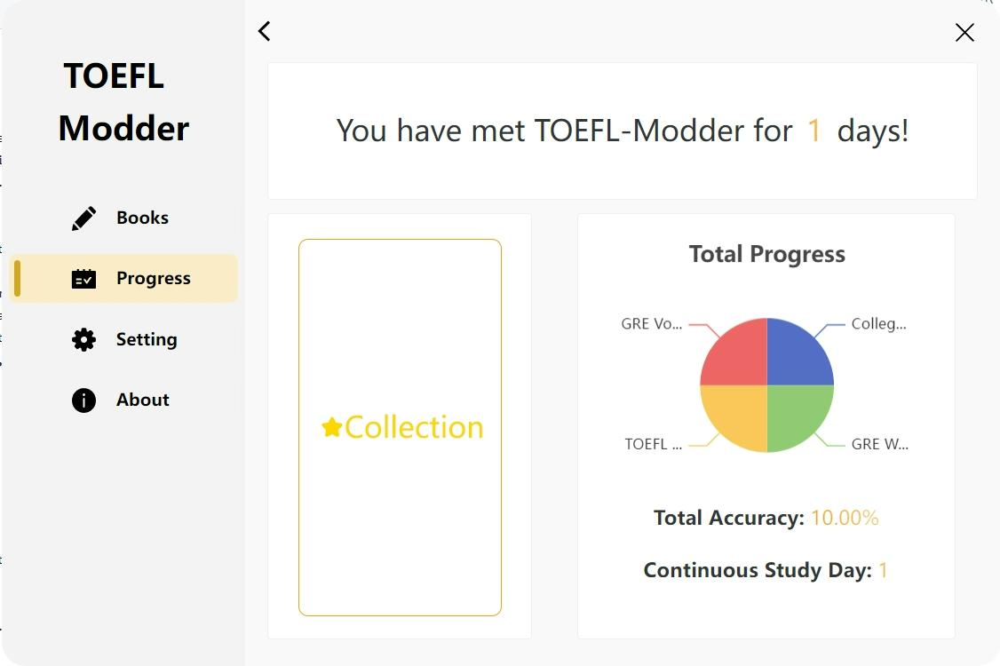 TOEFL
Modder
Books
Progress
Setting
About
You have met TOEFL-Modder for 1 days!
Collection
Total Progress
GRE Vo...
Colleg...
TOEFL ...
GRE W...
Total Accuracy: 10.00%
Continuous Study Day: 1